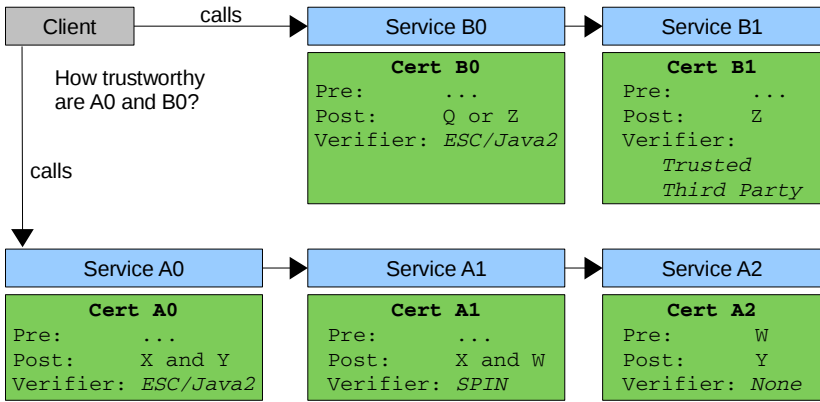 Client
calls
Service B0
Service B1
How trustworthy
are A0 and B0?
Cert B0
Pre: ...
Post: Q or Z
Verifier: ESC/Java2
Cert B1
Pre: ...
Post: Z
Verifier:
Trusted
Third Party
calls
Service A0
Service A1
Service A2
Cert A0
Pre: ...
Post: X and Y
Verifier: ESC/Java2
Cert A1
Pre: ...
Post: X and W
Verifier: SPIN
Cert A2
Pre: W
Post: Y
Verifier: None